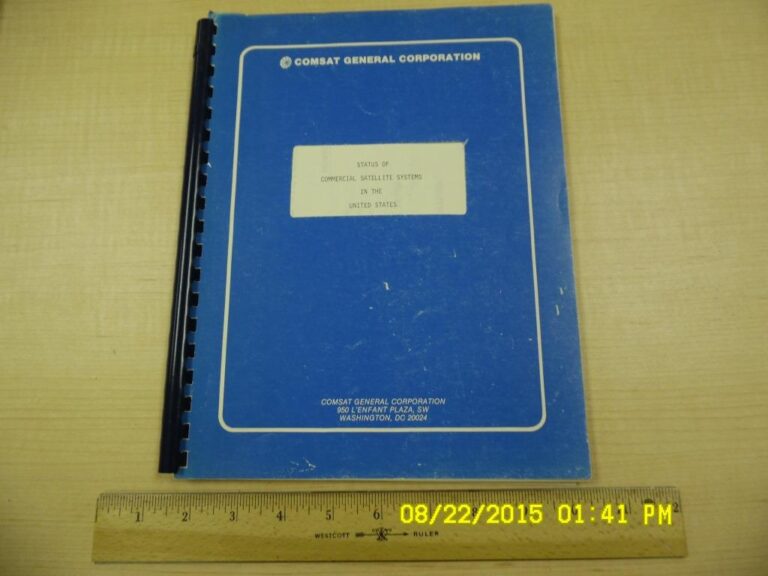 COMSAT GENERAL CORPORATION
STATUS OF
COMMERCIAL SATELLITE SYSTEMS
IN THE
UNITED STATES
COMSAT GENERAL CORPORATION
950 L'ENFANT PLAZA, SW
WASHINGTON, DC 20024
1 2 3 4 5 6
08/22/2015 01:41 PM
WESTCOTT RULER